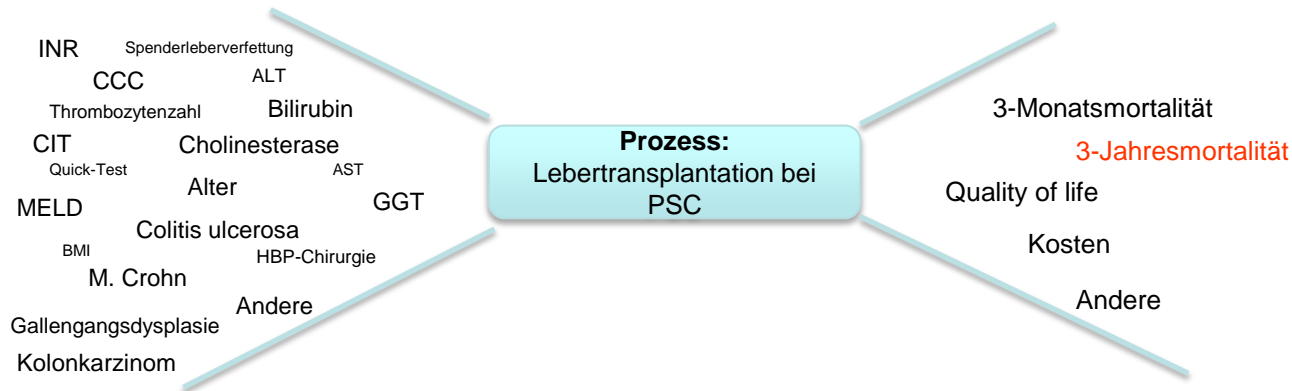 INR
Spenderleberverfettung
CCC
ALT
Thrombozytenzahl
Bilirubin
CIT
Cholinesterase
Quick-Test
AST
Alter
GGT
MELD
Colitis ulcerosa
BMI
HBP-Chirurgie
M. Crohn
Andere
Gallengangsdysplasie
Kolonkarzinom
Prozess:
Lebertransplantation bei
PSC
3-Monatsmortalität
3-Jahresmortalität
Quality of life
Kosten
Andere